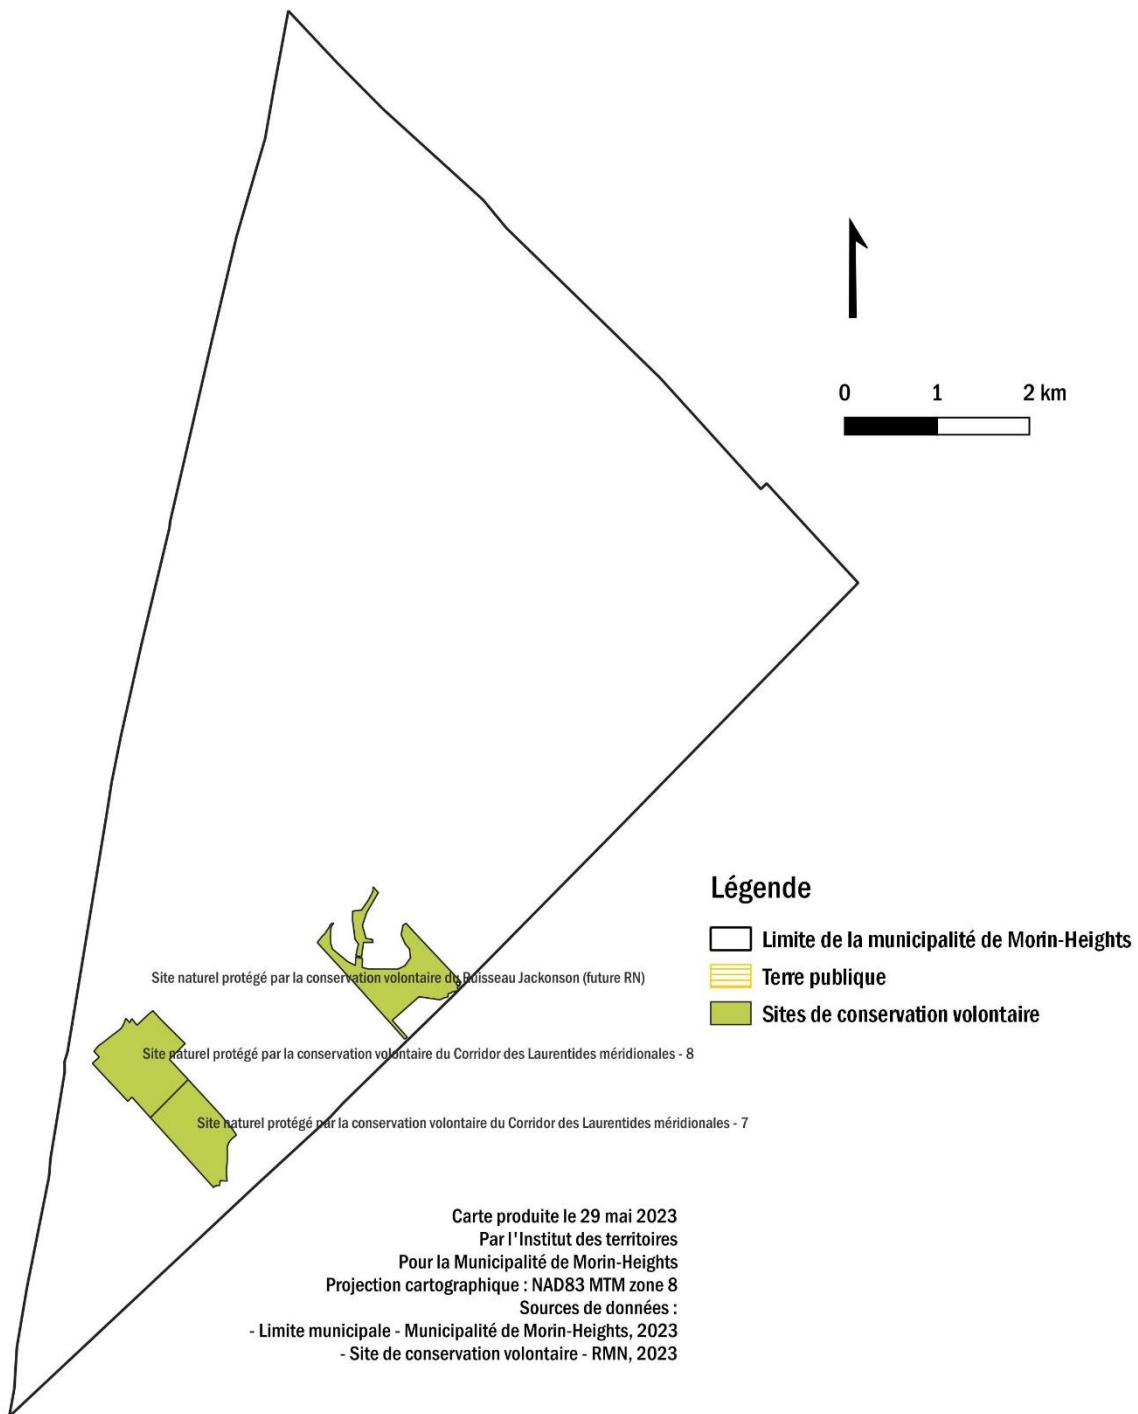 0 1 2 km
Légende
Limite de la municipalité de Morin-Heights
Terre publique
Sites de conservation volontaire
Site naturel protégé par la conservation volontaire du Ruisseau Jackonson (future RN)
Site naturel protégé par la conservation volontaire du Corridor des Laurentides méridionales - 8
Site naturel protégé par la conservation volontaire du Corridor des Laurentides méridionales - 7
Carte produite le 29 mai 2023
Par l'Institut des territoires
Pour la Municipalité de Morin-Heights
Projection cartographique : NAD83 MTM zone 8
Sources de données :
- Limite municipale - Municipalité de Morin-Heights, 2023
- Site de conservation volontaire - RMN, 2023